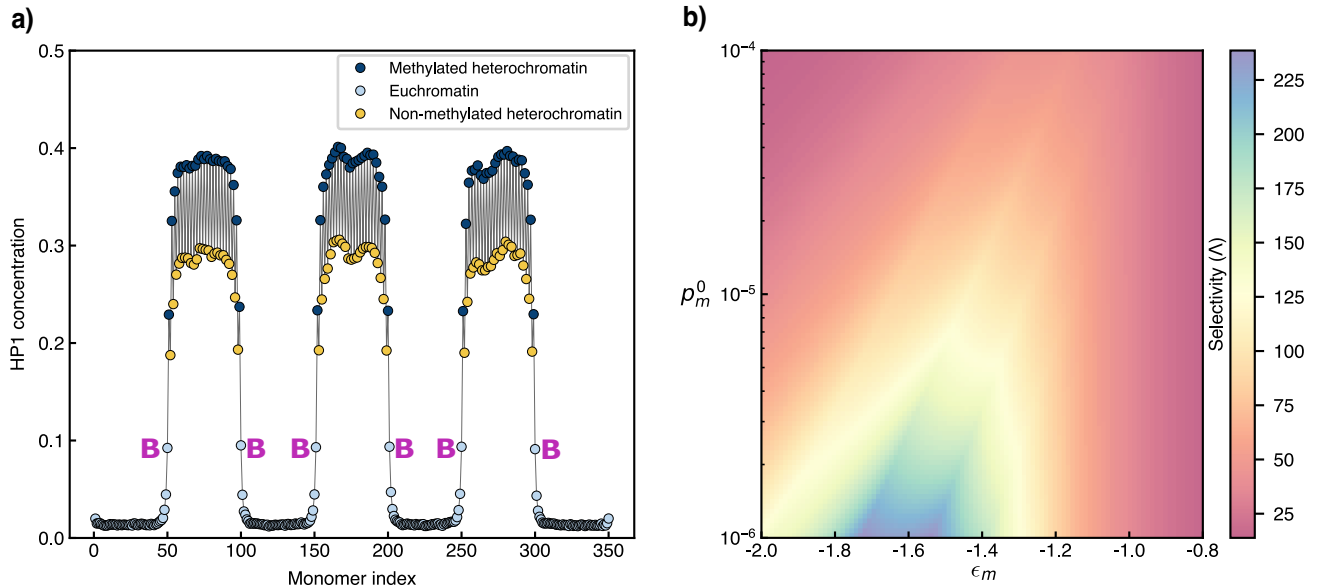 a)
0.5
0.4
0.3
0.2
0.1
0.0
HP1 concentration
Methylated heterochromatin
Euchromatin
Non-methylated heterochromatin
B B B B B B
0 50 100 150 200 250 300 350
Monomer index
b)
10⁻⁴
10⁻⁵
10⁻⁶
p⁰ₘ
-2.0 -1.8 -1.6 -1.4 -1.2 -1.0 -0.8
ϵₘ
Selectivity (Λ)
225
200
175
150
125
100
75
50
25